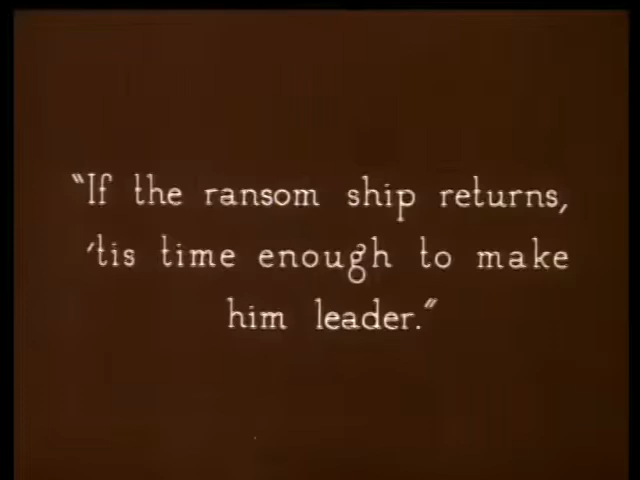 "If the ransom ship returns,
'tis time enough to make
him leader."